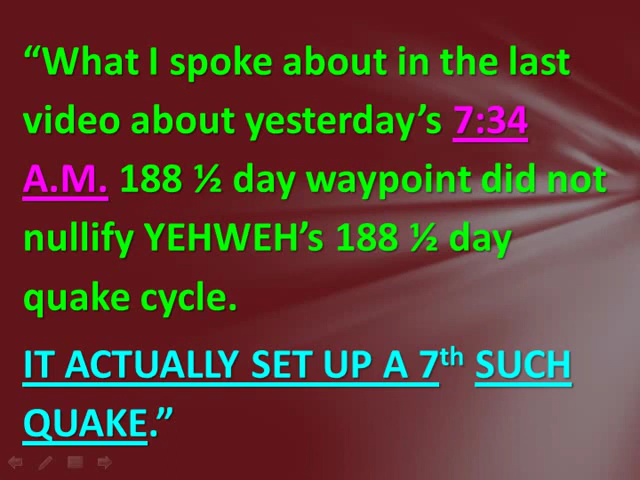 “What I spoke about in the last
video about yesterday’s 7:34
A.M. 188 ½ day waypoint did not
nullify YEHWEH’s 188 ½ day
quake cycle.
IT ACTUALLY SET UP A 7th SUCH
QUAKE.”